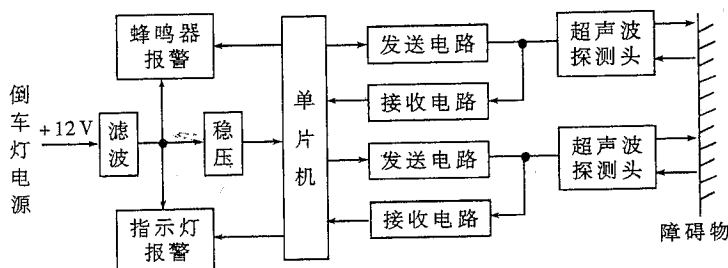 倒车灯电源
+12V
滤波
蜂鸣器
报警
稳压
指示灯
报警
单片机
发送电路
接收电路
发送电路
接收电路
超声波
探测头
超声波
探测头
障碍物